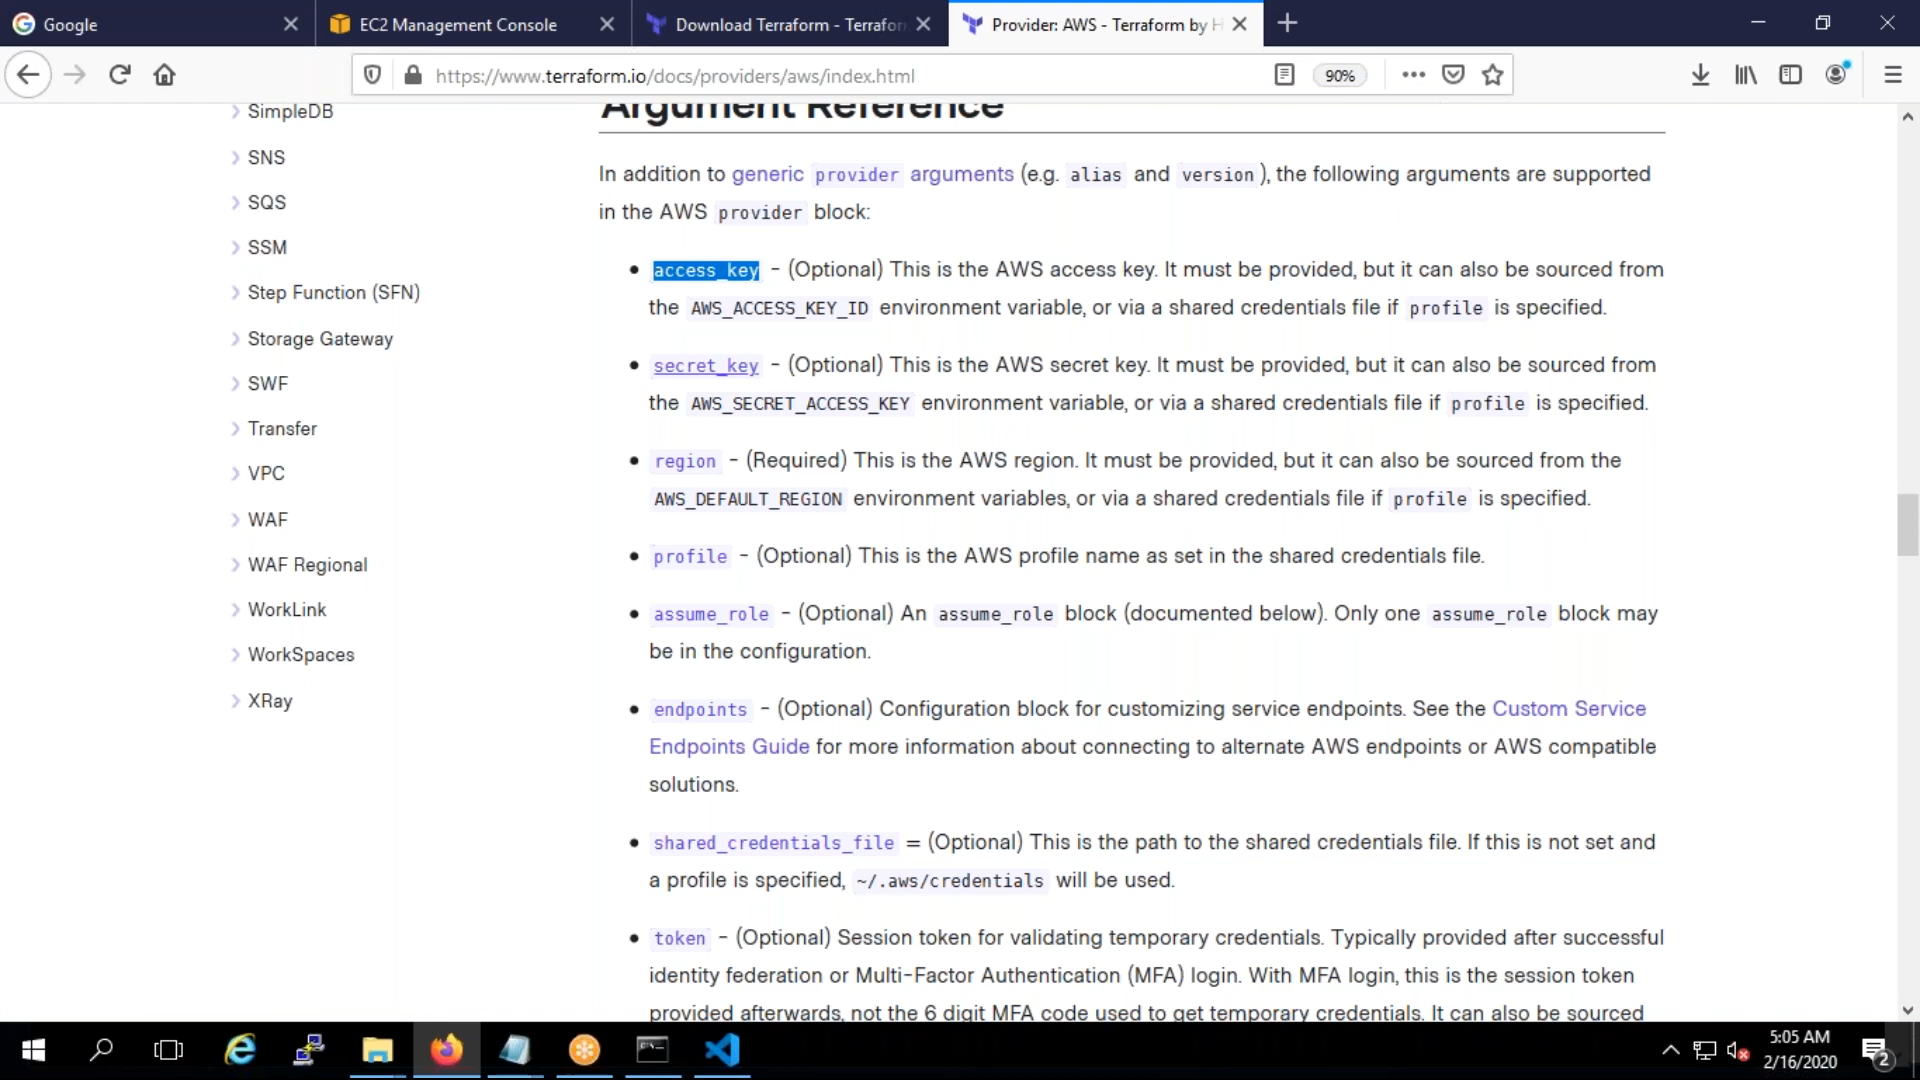 Google
EC2 Management Console
Download Terraform - Terrafor
Provider: AWS - Terraform by H
https://www.terraform.io/docs/providers/aws/index.html
90%
SimpleDB
SNS
SQS
SSM
Step Function (SFN)
Storage Gateway
SWF
Transfer
VPC
WAF
WAF Regional
WorkLink
WorkSpaces
XRay
Argument Reference
In addition to generic provider arguments (e.g. alias and version ), the following arguments are supported
in the AWS provider block:
• access_key - (Optional) This is the AWS access key. It must be provided, but it can also be sourced from
the AWS_ACCESS_KEY_ID environment variable, or via a shared credentials file if profile is specified.
• secret_key - (Optional) This is the AWS secret key. It must be provided, but it can also be sourced from
the AWS_SECRET_ACCESS_KEY environment variable, or via a shared credentials file if profile is specified.
• region - (Required) This is the AWS region. It must be provided, but it can also be sourced from the
AWS_DEFAULT_REGION environment variables, or via a shared credentials file if profile is specified.
• profile - (Optional) This is the AWS profile name as set in the shared credentials file.
• assume_role - (Optional) An assume_role block (documented below). Only one assume_role block may
be in the configuration.
• endpoints - (Optional) Configuration block for customizing service endpoints. See the Custom Service
Endpoints Guide for more information about connecting to alternate AWS endpoints or AWS compatible
solutions.
• shared_credentials_file = (Optional) This is the path to the shared credentials file. If this is not set and
a profile is specified, ~/.aws/credentials will be used.
• token - (Optional) Session token for validating temporary credentials. Typically provided after successful
identity federation or Multi-Factor Authentication (MFA) login. With MFA login, this is the session token
provided afterwards, not the 6 digit MFA code used to get temporary credentials. It can also be sourced
5:05 AM
2/16/2020
2